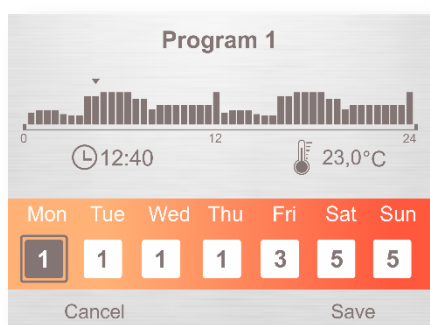 Program 1
0 12 24
12:40 23,0°C
Mon Tue Wed Thu Fri Sat Sun
1 1 1 1 3 5 5
Cancel Save